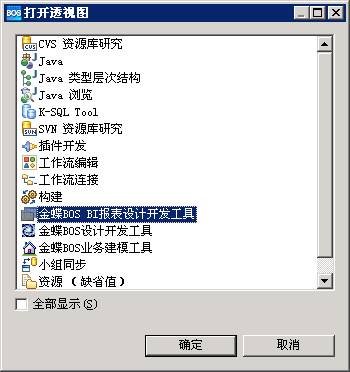 BOS 打开透视图
CVS 资源库研究
Java
Java 类型层次结构
Java 浏览
K-SQL Tool
SVN 资源库研究
插件开发
工作流编辑
工作流连接
构建
金蝶BOS BI报表设计开发工具
金蝶BOS设计开发工具
金蝶BOS业务建模工具
小组同步
资源 (缺省值)
全部显示(S)
确定
取消